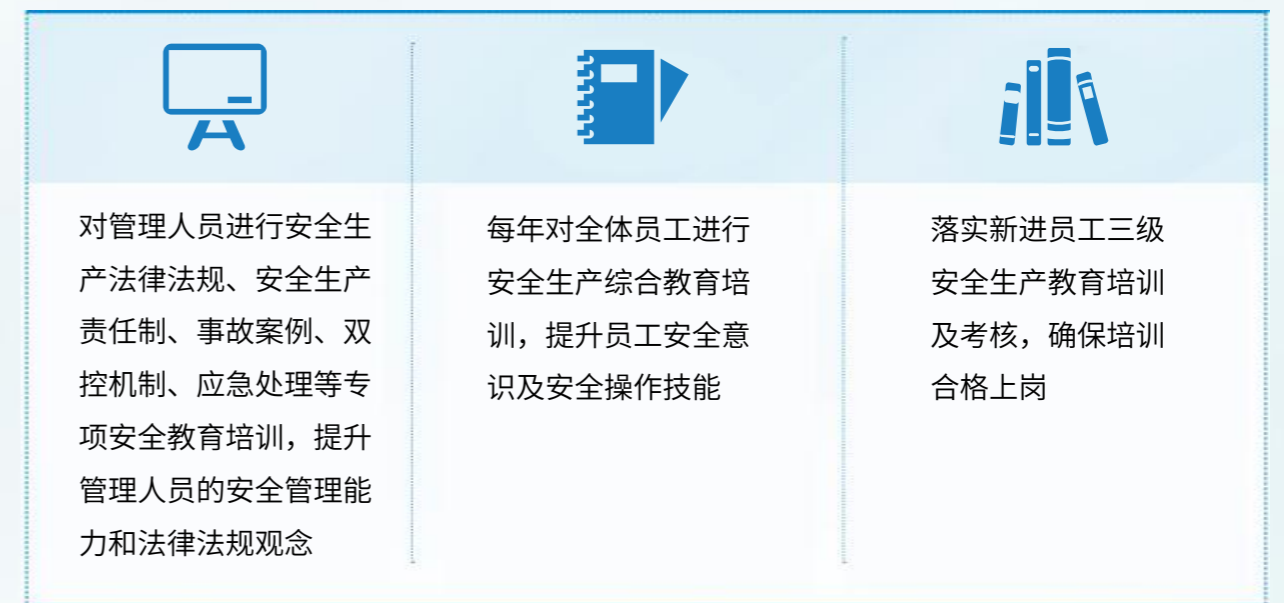 对管理人员进行安全生
产法律法规、安全生产
责任制、事故案例、双
控机制、应急处理等专
项安全教育培训，提升
管理人员的安全管理能
力和法律法规观念
每年对全体员工进行
安全生产综合教育培
训，提升员工安全意
识及安全操作技能
落实新进员工三级
安全生产教育培训
及考核，确保培训
合格上岗